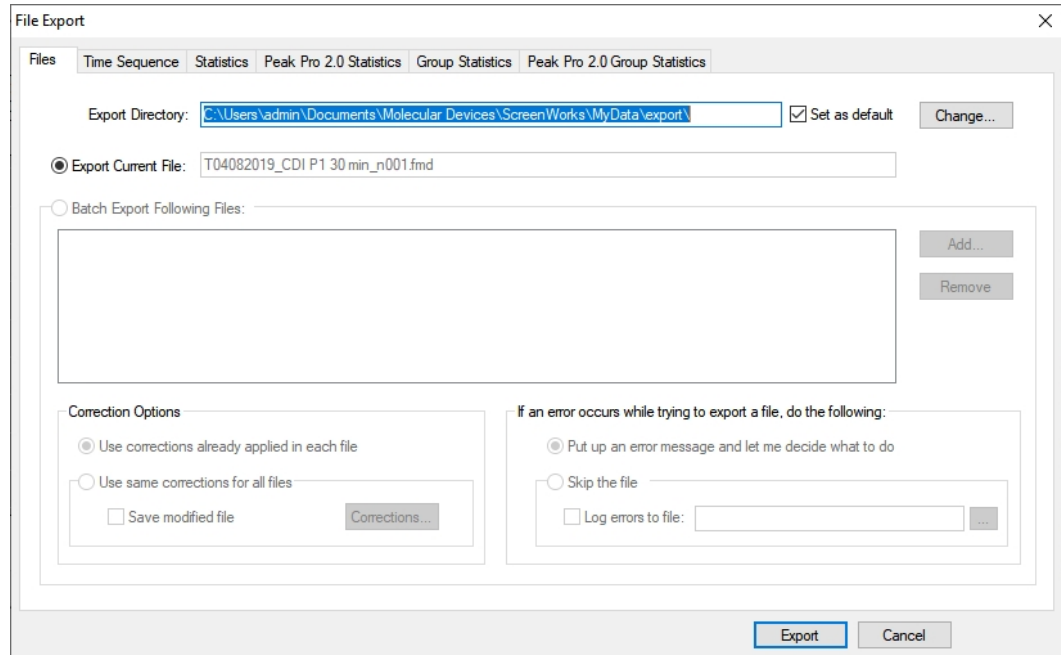 File Export
Files Time Sequence Statistics Peak Pro 2.0 Statistics Group Statistics Peak Pro 2.0 Group Statistics
Export Directory: C:\Users\admin\Documents\Molecular Devices\ScreenWorks\MyData\export\ Set as default Change...
Export Current File: T04082019_CDI P1 30 min_n001.fmd
Batch Export Following Files:
Add...
Remove
Correction Options
Use corrections already applied in each file
Use same corrections for all files
Save modified file Corrections...
If an error occurs while trying to export a file, do the following:
Put up an error message and let me decide what to do
Skip the file
Log errors to file: ...
Export Cancel